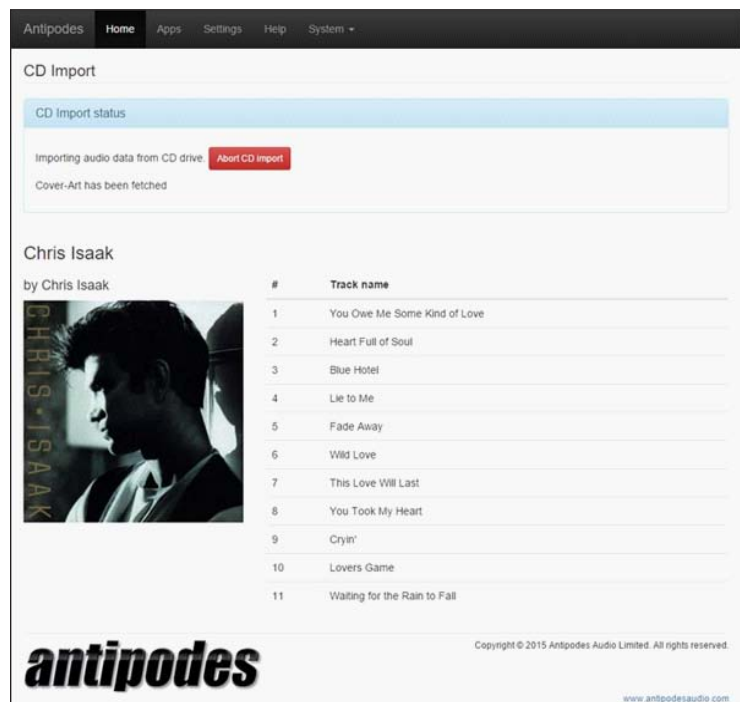 Antipodes Home Apps Settings Help System
CD Import
CD Import status
Importing audio data from CD drive. Abort CD import
Cover-Art has been fetched
Chris Isaak
by Chris Isaak
CHRIS·ISAAK
# Track name
1 You Owe Me Some Kind of Love
2 Heart Full of Soul
3 Blue Hotel
4 Lie to Me
5 Fade Away
6 Wild Love
7 This Love Will Last
8 You Took My Heart
9 Cryin'
10 Lovers Game
11 Waiting for the Rain to Fall
antipodes
Copyright © 2015 Antipodes Audio Limited. All rights reserved.
www.antipodesaudio.com